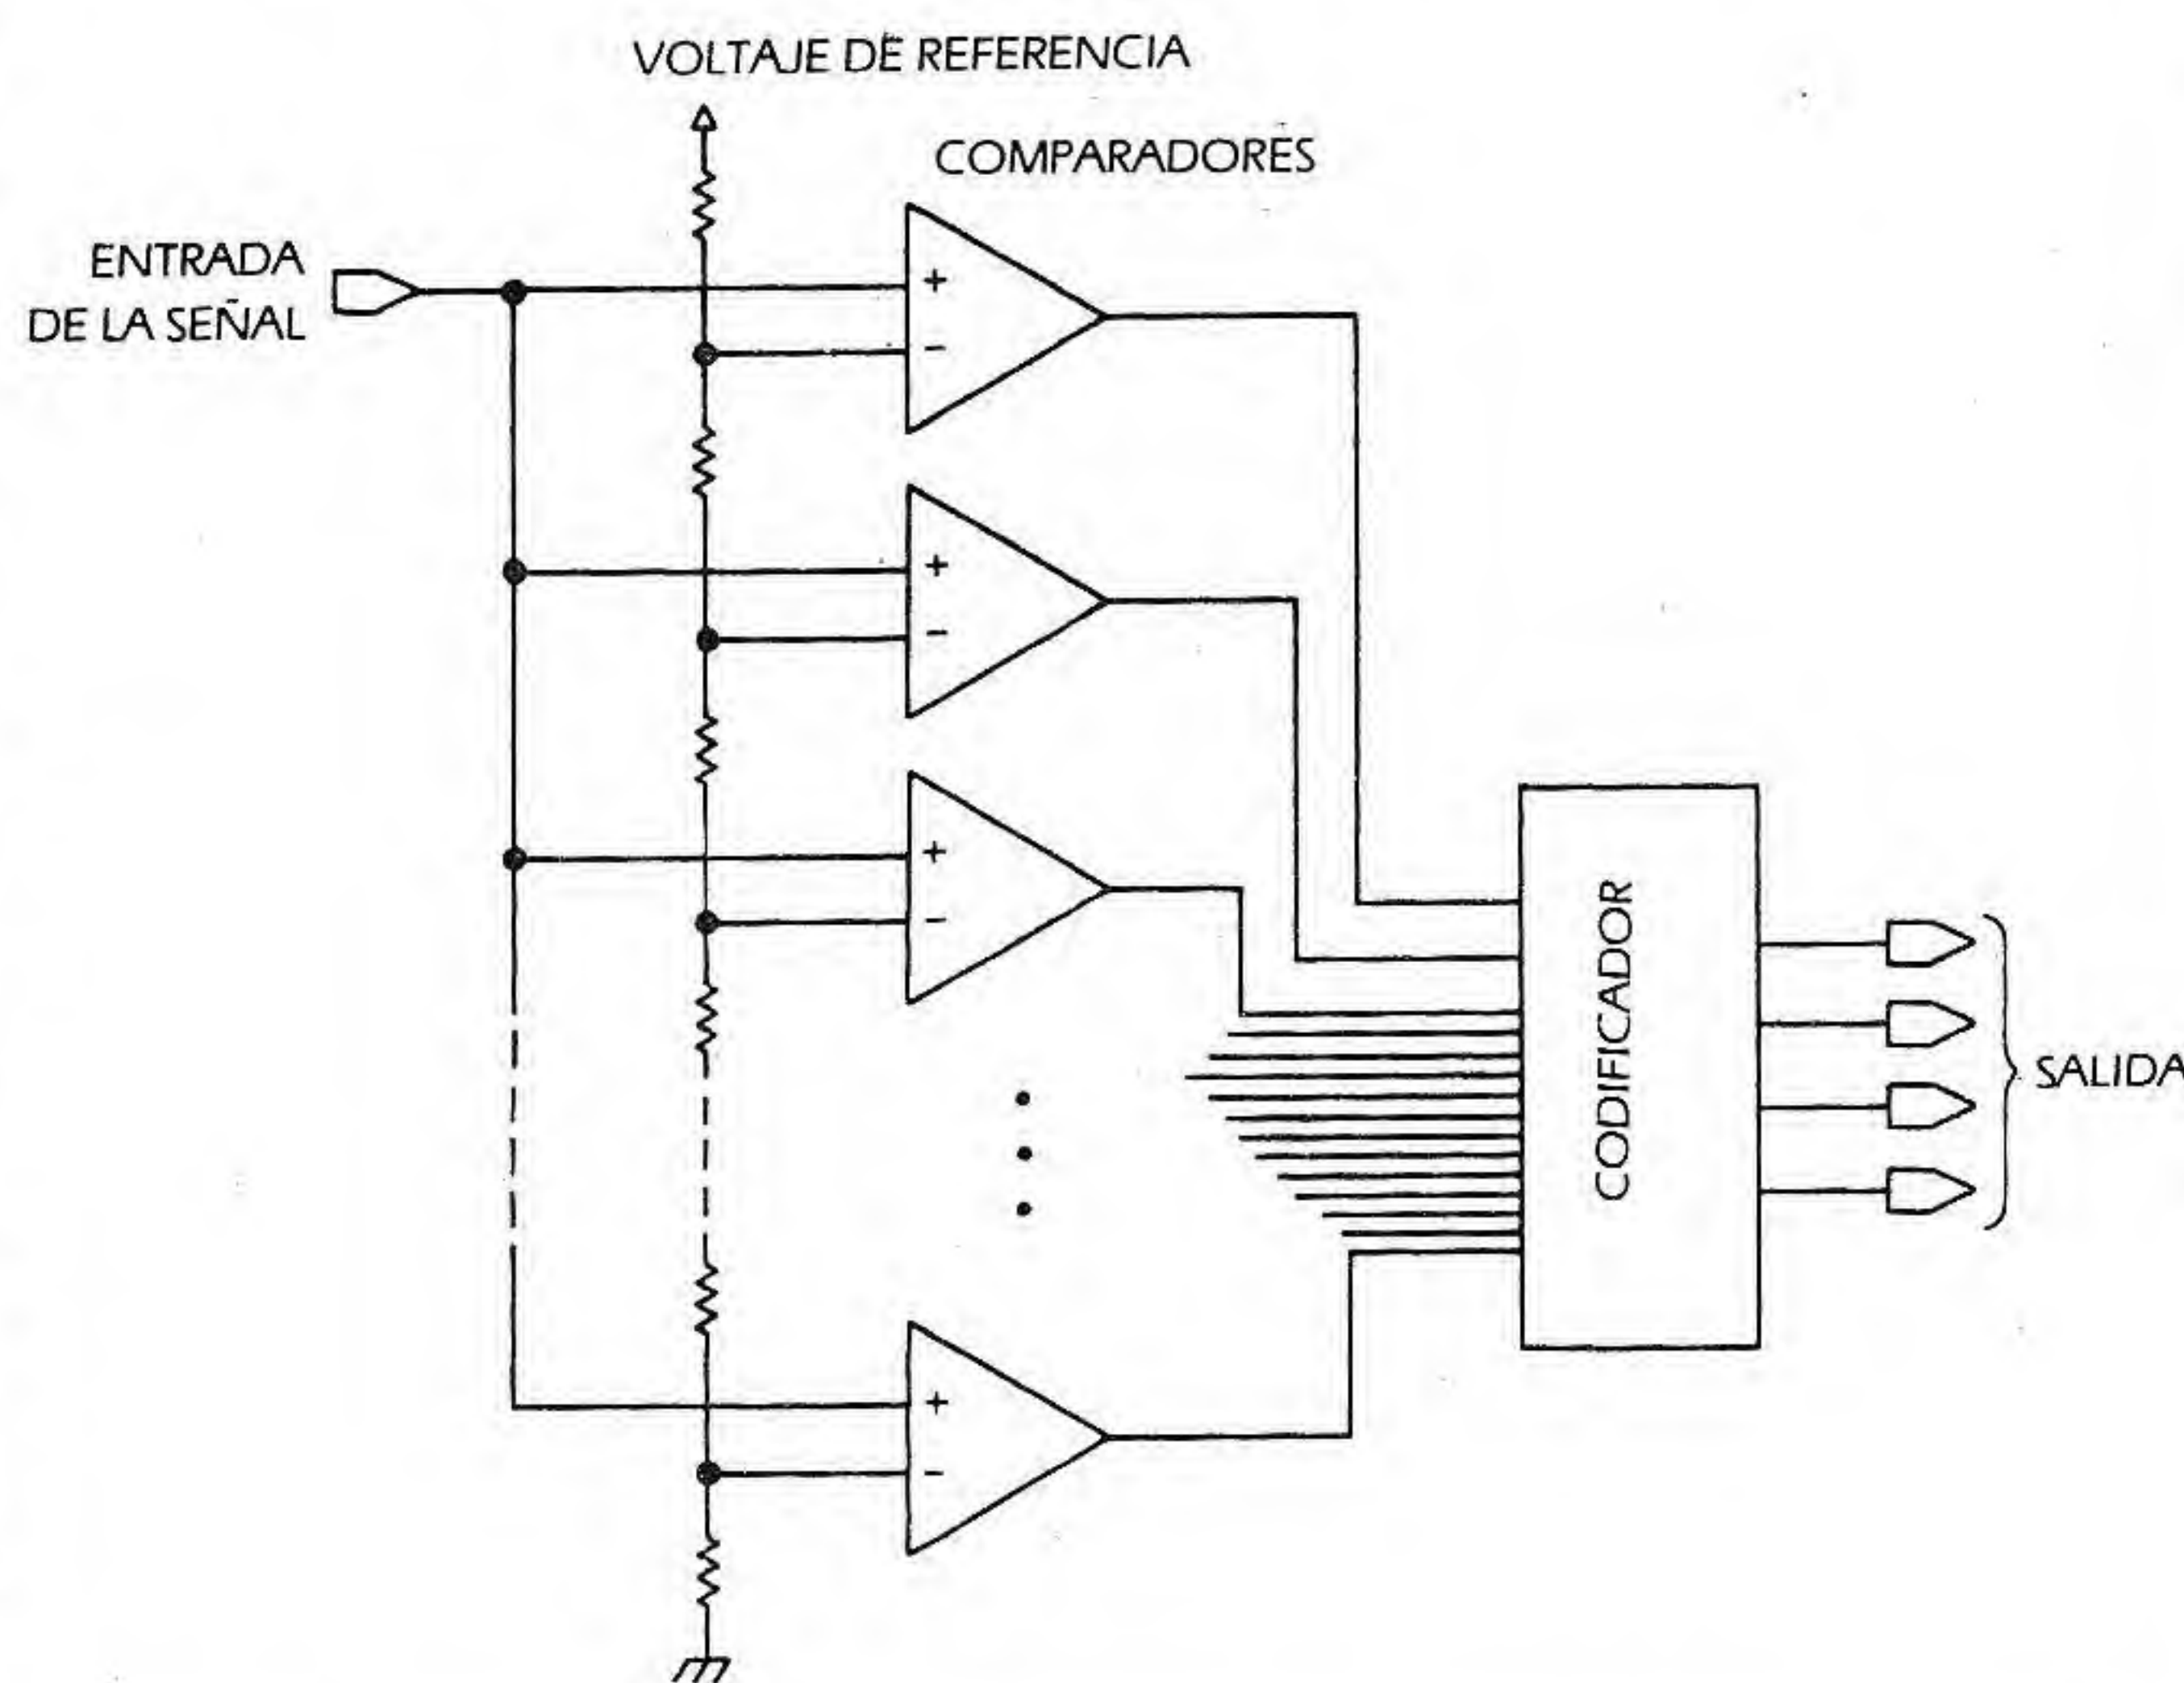 VOLTAJE DE REFERENCIA
COMPARADORES
ENTRADA
DE LA SEÑAL
+
-
+
-
+
-
+
-
CODIFICADOR
SALIDA